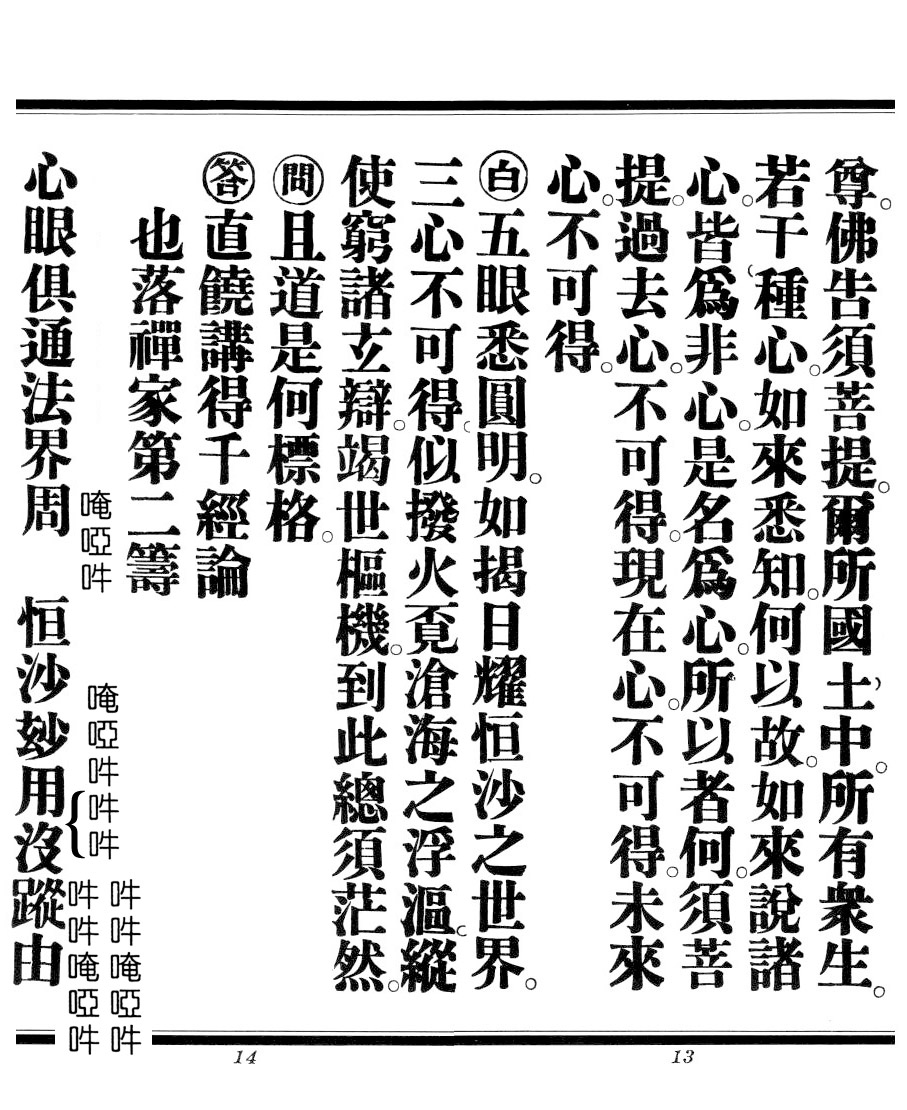 尊。佛告須菩提。爾所國土中。所有衆生。
若干種心。如來悉知。何以故。如來說諸
心。皆爲非心。是名爲心。所以者何。須菩
提。過去心。不可得。現在心。不可得。未來
心。不可得。
白五眼悉圓明。如揭日耀恒沙之世界。
三心不可得。似撥火覓滄海之浮漚。縱
使窮諸玄辯。竭世樞機。到此總須茫然。
問且道是何標格。
答直饒講得千經論
也落禪家第二籌
唵啞吽
唵啞吽吽吽
吽吽唵啞吽
吽吽唵啞吽
心眼俱通法界周 恒沙玅用沒蹤由
14
13